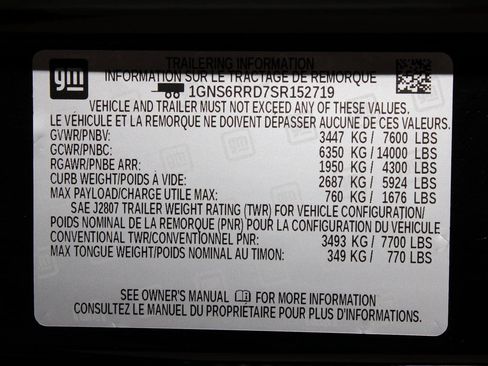 gm
TRAILERING INFORMATION
INFORMATION SUR LE TRACTAGE DE REMORQUE
1GNS6RRD7SR152719
VEHICLE AND TRAILER MUST NOT EXCEED ANY OF THESE VALUES.
LE VÉHICULE ET LA REMORQUE NE DOIVENT DÉPASSER AUCUNE DE CES VALEURS.
GVWR/PNBV: 3447 KG/ 7600 LBS
GCWR/PNBC: 6350 KG/ 14000 LBS
RGAWR/PNBE ARR: 1950 KG/ 4300 LBS
CURB WEIGHT/POIDS À VIDE: 2687 KG/ 5924 LBS
MAX PAYLOAD/CHARGE UTILE MAX: 760 KG/ 1676 LBS
SAE J2807 TRAILER WEIGHT RATING (TWR) FOR VEHICLE CONFIGURATION/
POIDS NOMINAL DE LA REMORQUE (PNR) POUR LA CONFIGURATION DU VEHICULE
CONVENTIONAL TWR/CONVENTIONNEL PNR: 3493 KG/ 7700 LBS
MAX TONGUE WEIGHT/POIDS NOMINAL AU TIMON: 349 KG/ 770 LBS
SEE OWNER'S MANUAL FOR MORE INFORMATION
CONSULTEZ LE MANUEL DU PROPRIÉTAIRE POUR PLUS D'INFORMATIONS.